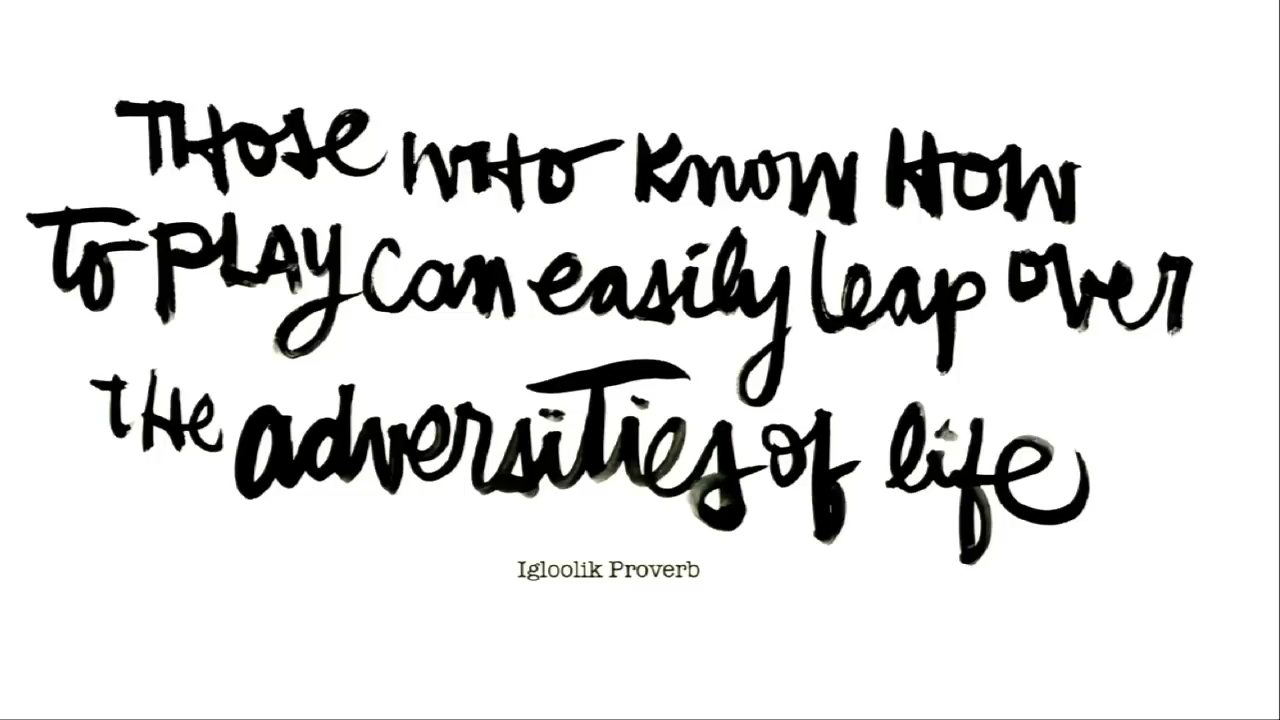 THOSE WHO KNOW HOW
TO PLAY can easily leap over
THE adversities of life
Igloolik Proverb